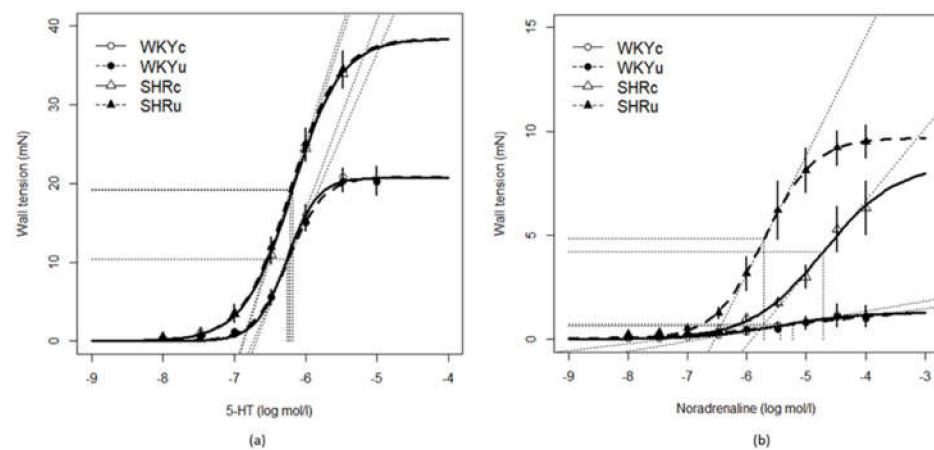 WKYc
WKYu
SHRc
SHRu
Wall tension (mN)
0 10 20 30 40
-9 -8 -7 -6 -5 -4
5-HT (log mol/l)
(a)
WKYc
WKYu
SHRc
SHRu
Wall tension (mN)
0 5 10 15
-9 -8 -7 -6 -5 -4 -3
Noradrenaline (log mol/l)
(b)